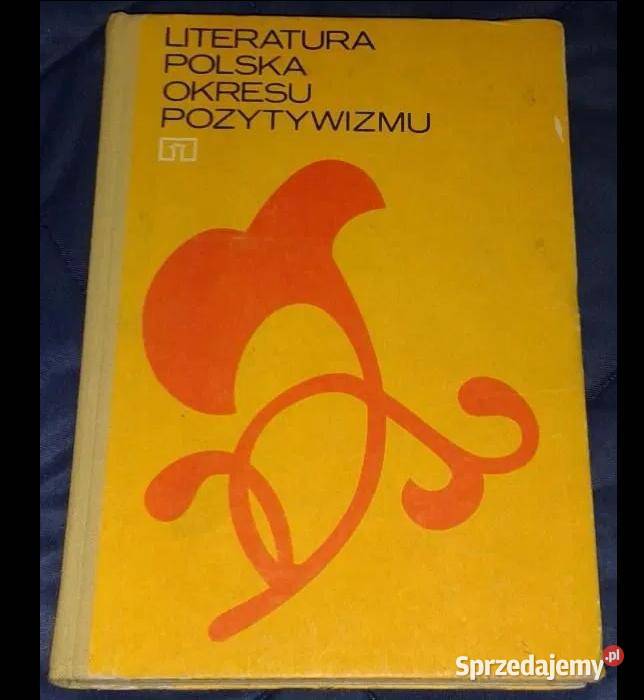 LITERATURA
POLSKA
OKRESU
POZYTYWIZMU
Sprzedajemy.pl